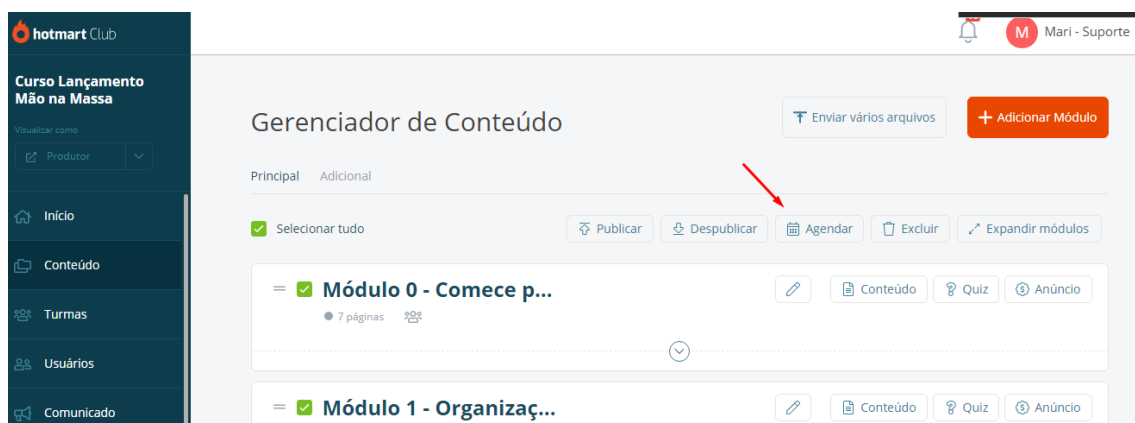 hotmart Club
M
Mari - Suporte
Curso Lançamento
Mão na Massa
Visualizar como
Produtor
Início
Conteúdo
Turmas
Usuários
Comunicado
Gerenciador de Conteúdo
Enviar vários arquivos
Adicionar Módulo
Principal Adicional
Selecionar tudo
Publicar Despublicar Agendar Excluir Expandir módulos
Módulo 0 - Comece p...
Conteúdo Quiz Anúncio
7 páginas
Módulo 1 - Organizaç...
Conteúdo Quiz Anúncio